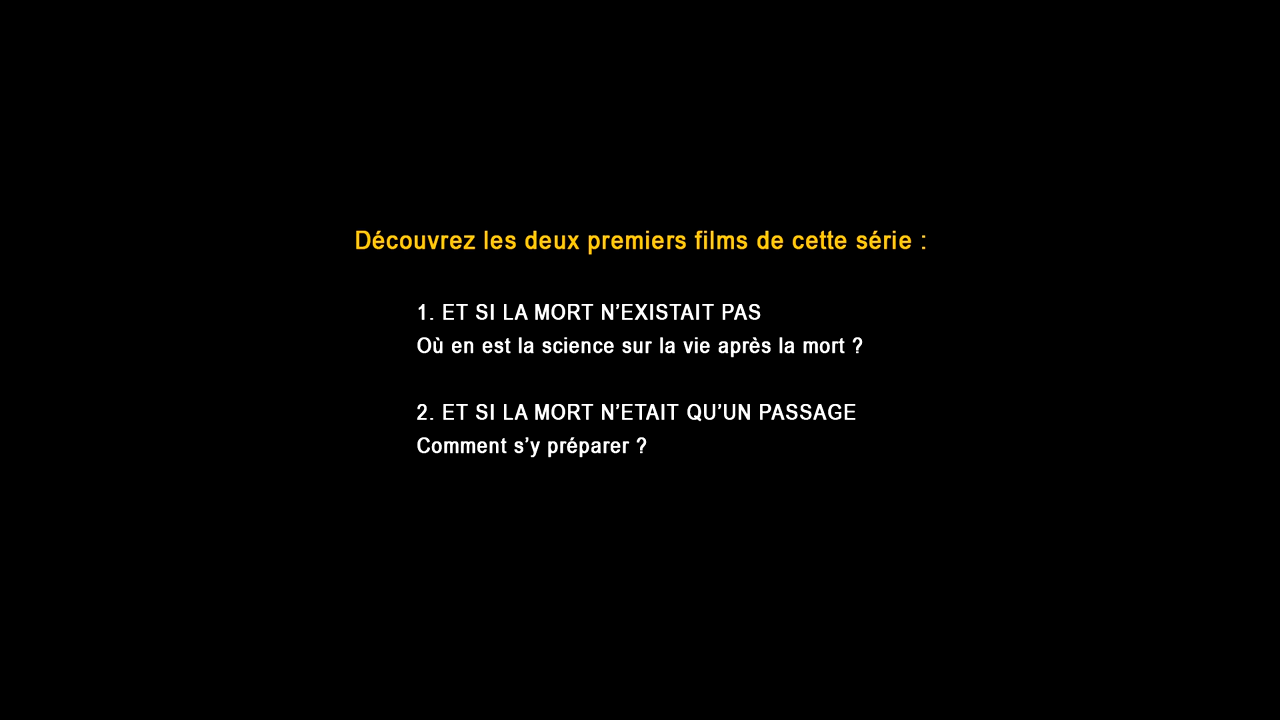 Découvrez les deux premiers films de cette série :
1. ET SI LA MORT N’EXISTAIT PAS
Où en est la science sur la vie après la mort ?
2. ET SI LA MORT N’ETAIT QU’UN PASSAGE
Comment s’y préparer ?